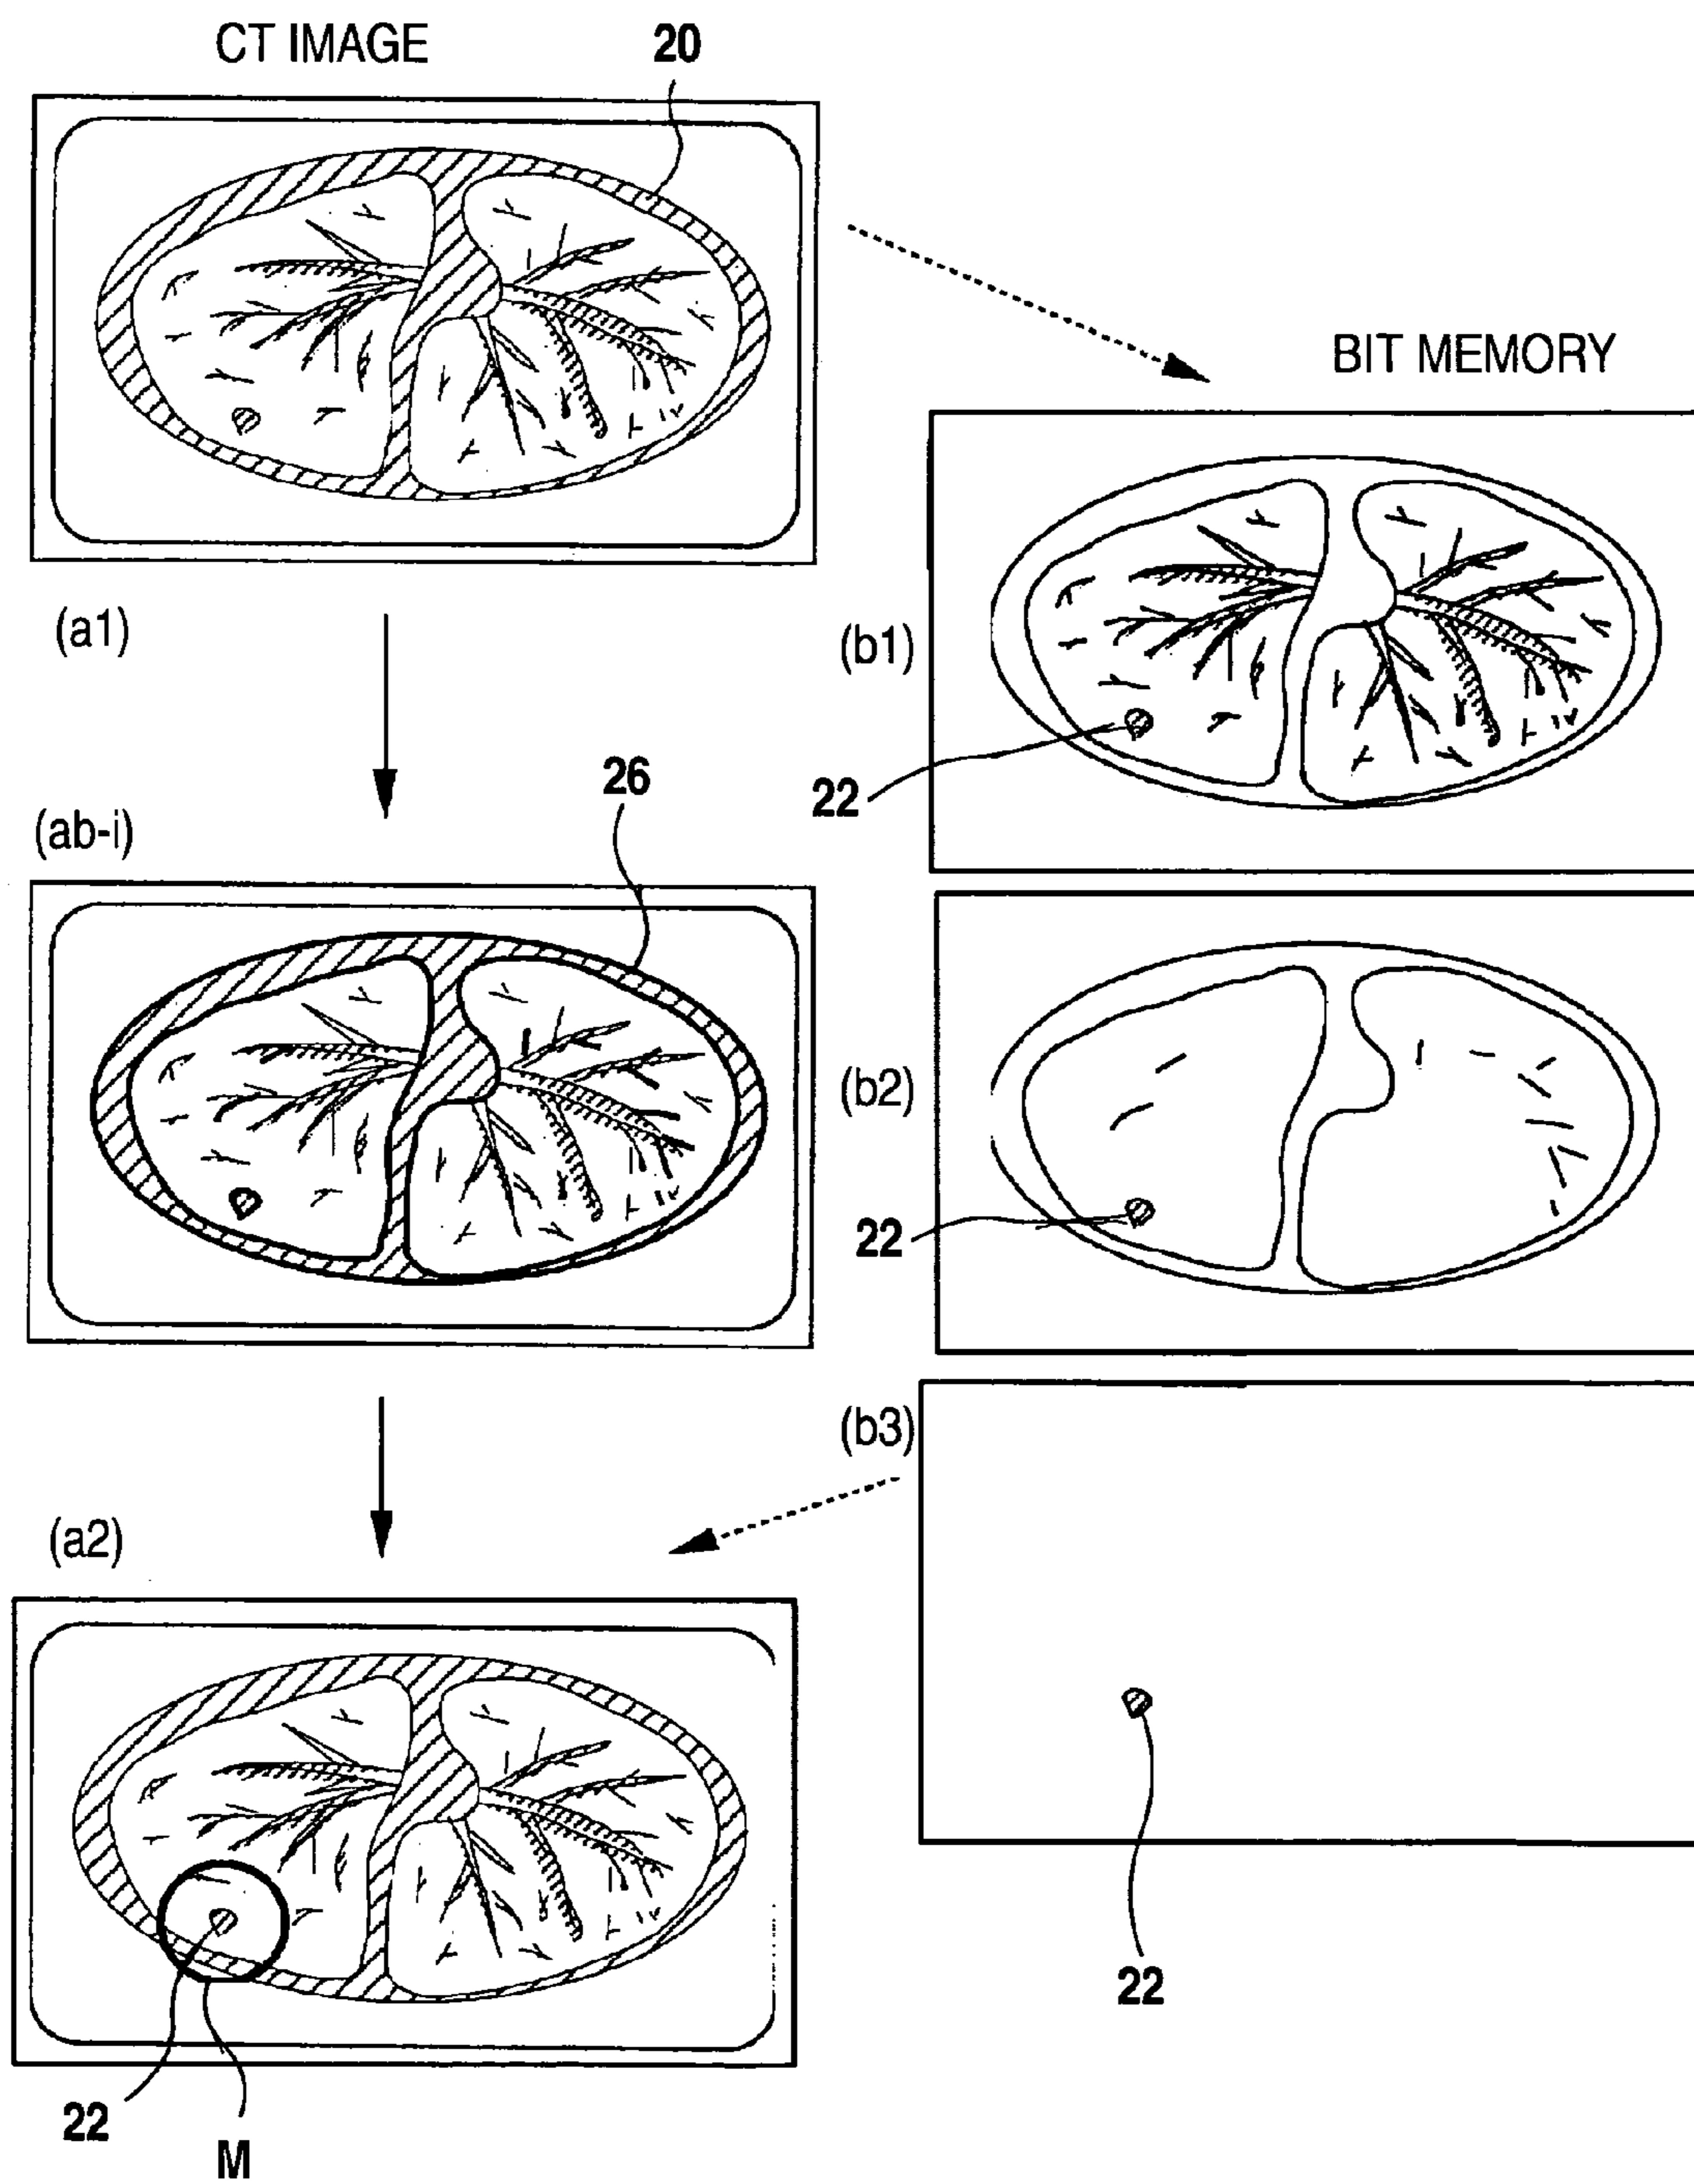 CT IMAGE
20
BIT MEMORY
(a1)
(b1)
22
26
(ab-i)
(b2)
22
(b3)
(a2)
22
22
M